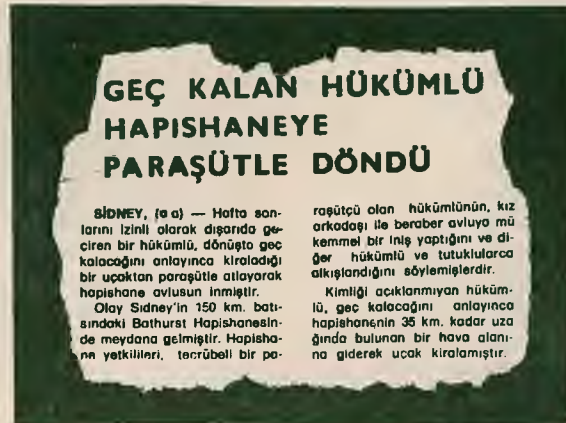 GEÇ KALAN HÜKÜMLÜ
HAPISHANEYE
PARAŞÜTLE DÖNDÜ
SİDNEY, (a a) — Hafta son-
larını izinli olarak dışarıda ge-
çiren bir hükümlü, dönüşte geç
kalacağını anlayınca kiraladığı
bir uçaktan paraşütle atlayarak
hapishane avlusun inmiştir.
Olay Sidney'in 150 km. batı-
sındaki Bathurst Hapishanesin-
de meydana gelmiştir. Hapisha-
ne yetkilileri, tecrübeli bir pa-
raşütçü olan hükümlünün, kız
arkadaşı ile beraber avluya mü
kemmel bir iniş yaptığını ve di-
ğer hükümlü ve tutuklularca
alkışlandığını söylemişlerdir.
Kimliği açıklanmıyan hüküm-
lü, geç kalacağını anlayınca
hapishanenin 35 km. kadar uza
ğında bulunan bir hava alanı-
na giderek uçak kiralamıştır.